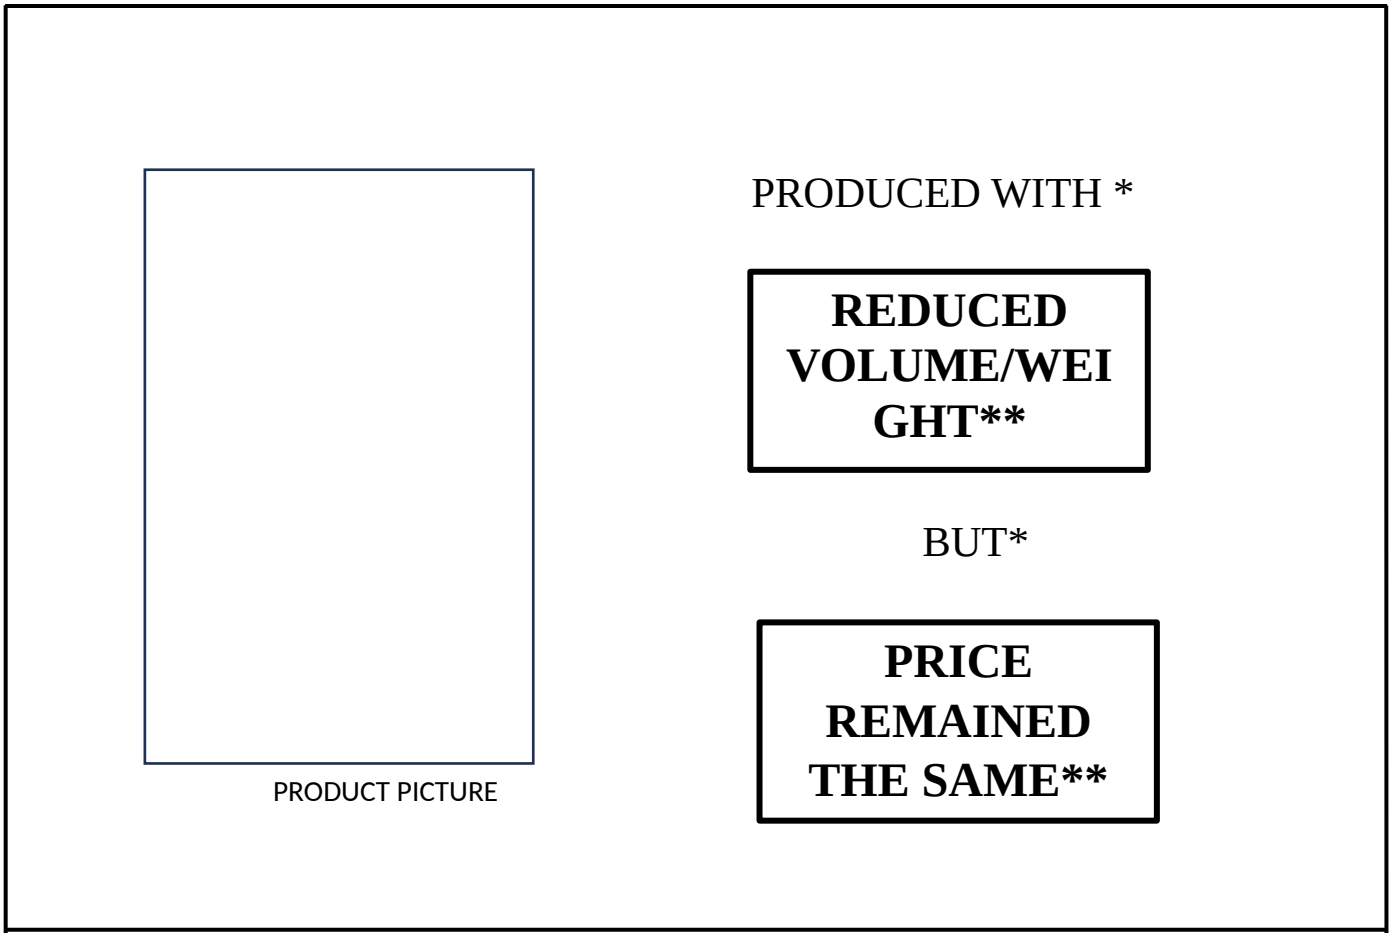 PRODUCED WITH *
REDUCED
VOLUME/WEI
GHT**
BUT*
PRICE
REMAINED
THE SAME**
PRODUCT PICTURE